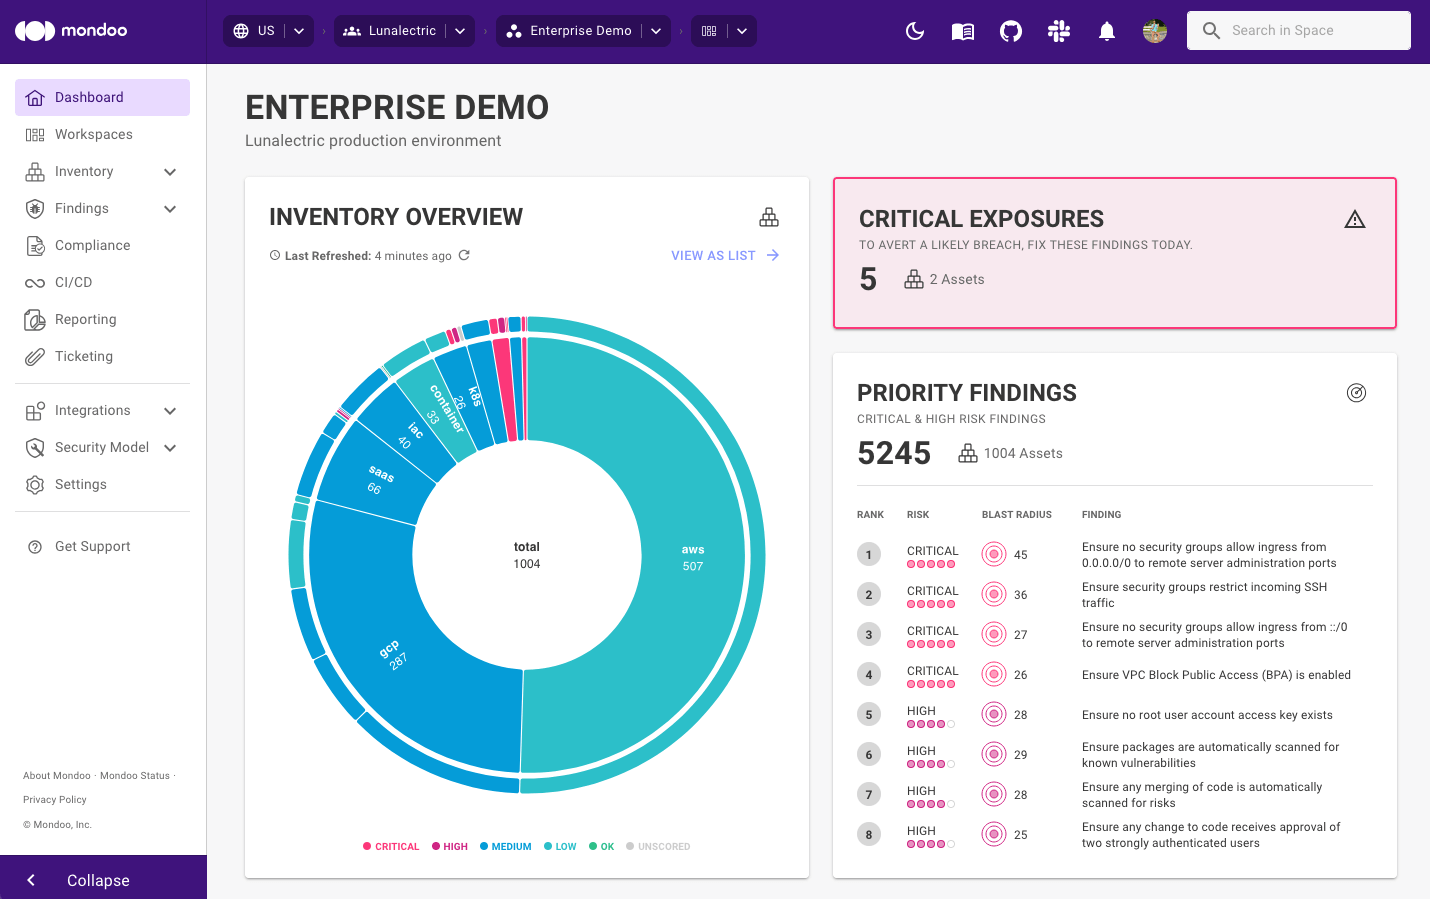 mondoo
US
Lunalectric
Enterprise Demo
Search in Space
Dashboard
Workspaces
Inventory
Findings
Compliance
CI/CD
Reporting
Ticketing
Integrations
Security Model
Settings
Get Support
About Mondoo · Mondoo Status ·
Privacy Policy
© Mondoo, Inc.
Collapse
ENTERPRISE DEMO
Lunalectric production environment
INVENTORY OVERVIEW
Last Refreshed: 4 minutes ago
VIEW AS LIST
k8s
26
container
33
iac
40
saas
66
total
1004
aws
507
gcp
287
CRITICAL HIGH MEDIUM LOW OK UNSCORED
CRITICAL EXPOSURES
TO AVERT A LIKELY BREACH, FIX THESE FINDINGS TODAY.
5 2 Assets
PRIORITY FINDINGS
CRITICAL & HIGH RISK FINDINGS
5245 1004 Assets
RANK RISK BLAST RADIUS FINDING
1 CRITICAL 45 Ensure no security groups allow ingress from
0.0.0.0/0 to remote server administration ports
2 CRITICAL 36 Ensure security groups restrict incoming SSH
traffic
3 CRITICAL 27 Ensure no security groups allow ingress from ::/0
to remote server administration ports
4 CRITICAL 26 Ensure VPC Block Public Access (BPA) is enabled
5 HIGH 28 Ensure no root user account access key exists
6 HIGH 29 Ensure packages are automatically scanned for
known vulnerabilities
7 HIGH 28 Ensure any merging of code is automatically
scanned for risks
8 HIGH 25 Ensure any change to code receives approval of
two strongly authenticated users